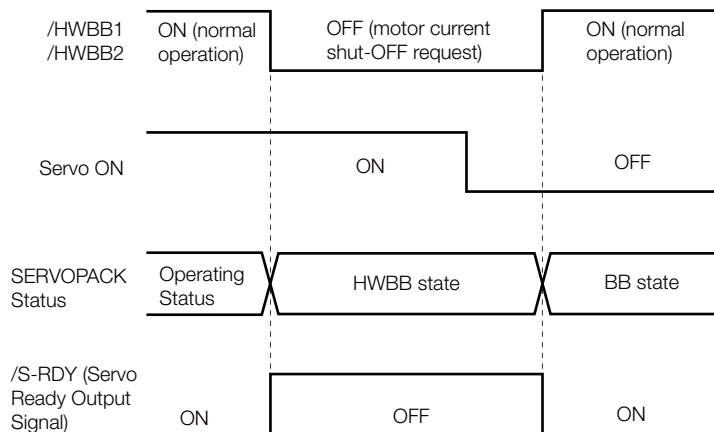 /HWBB1
/HWBB2
ON (normal
operation)
OFF (motor current
shut-OFF request)
ON (normal
operation)
Servo ON
ON
OFF
SERVOPACK
Status
Operating
Status
HWBB state
BB state
/S-RDY (Servo
Ready Output
Signal)
ON
OFF
ON